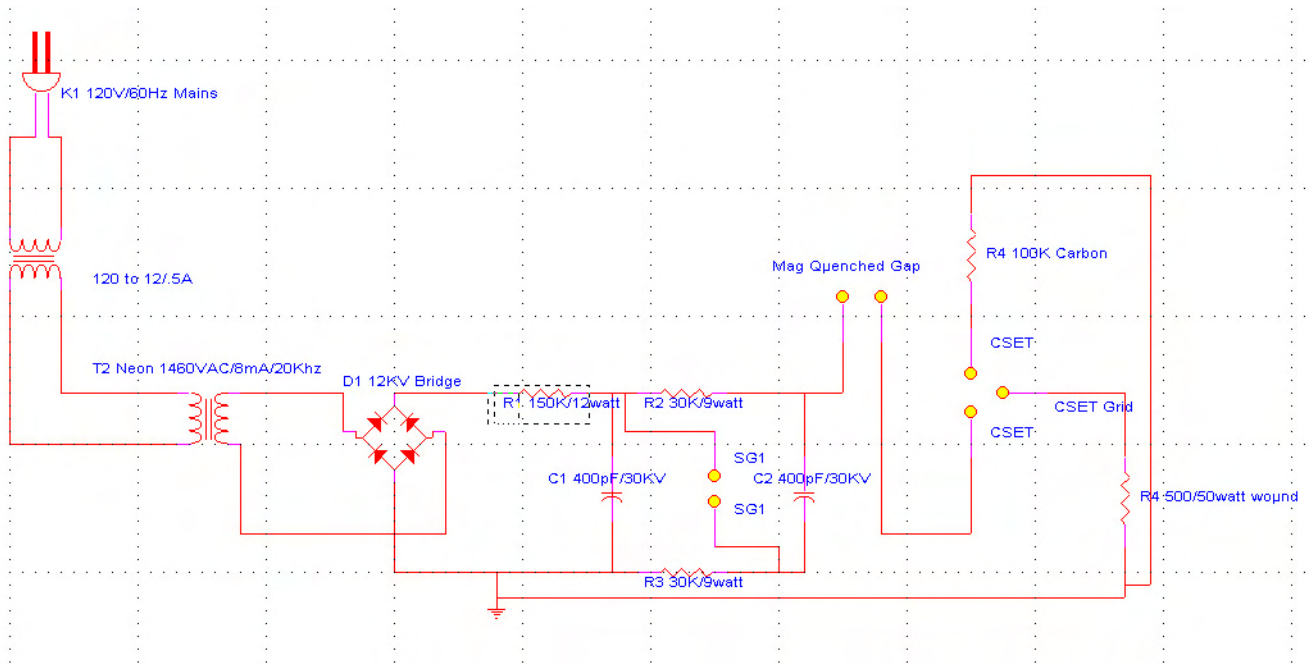 K1 120V/60Hz Mains
120 to 12/.5A
T2 Neon 1460VAC/8mA/20Khz
D1 12KV Bridge
R1 150K/12watt
R2 30K/9watt
C1 400pF/30KV
SG1
SG1
C2 400pF/30KV
R3 30K/9watt
Mag Quenched Gap
R4 100K Carbon
CSET
CSET Grid
CSET
R4 500/50watt wound